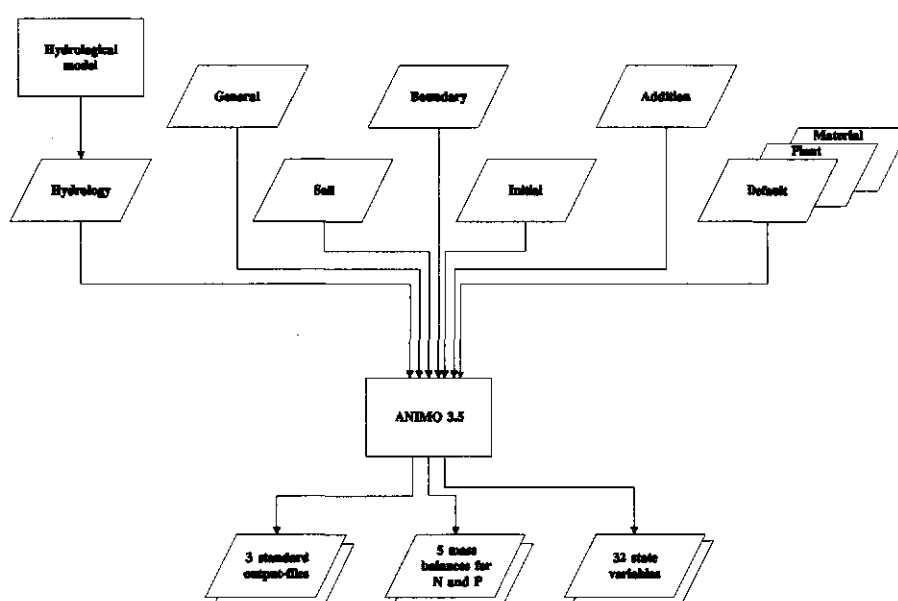 Hydrological
model
General
Boundary
Addition
Material
Plant
Hydrology
Soil
Initial
Default
ANIMO 3.5
3 standard
output-files
5 mass
balances for
N and P
32 state
variables